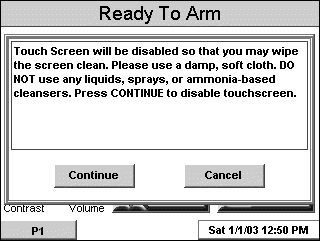 Ready To Arm
Touch Screen will be disabled so that you may wipe
the screen clean. Please use a damp, soft cloth. DO
NOT use any liquids, sprays, or ammonia-based
cleansers. Press CONTINUE to disable touchscreen.
Continue Cancel
Contrast Volume
P1 Sat 1/1/03 12:50 PM